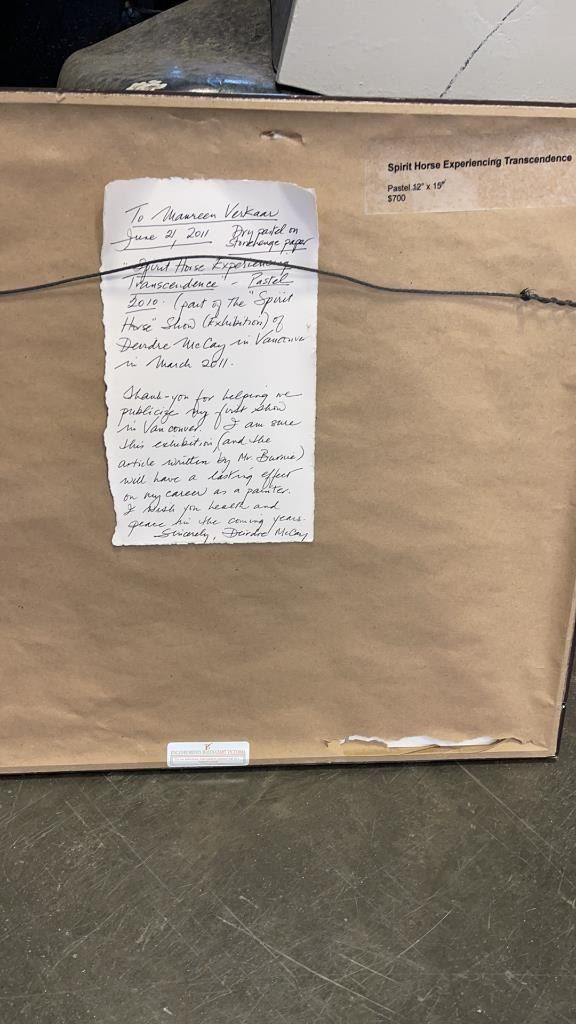 Spirit Horse Experiencing Transcendence
Pastel 12" x 15"
$700
To Maureen Verkaar
June 21, 2011 Dry pastel on
Stonehenge paper
"Spirit Horse Experiencing
Transcendence" - Pastel
2010. (part of the "Spirit
Horse" Show (Exhibition) of
Deirdre McCay in Vancouver
in March 2011.
Thank-you for helping me
publicize my first show
in Vancouver. I am sure
this exhibition (and the
article written by Mr.
will have a lasting effect
on my career as a painter.
I wish you health and
peace in the coming years.
Sincerely, Deirdre McCay